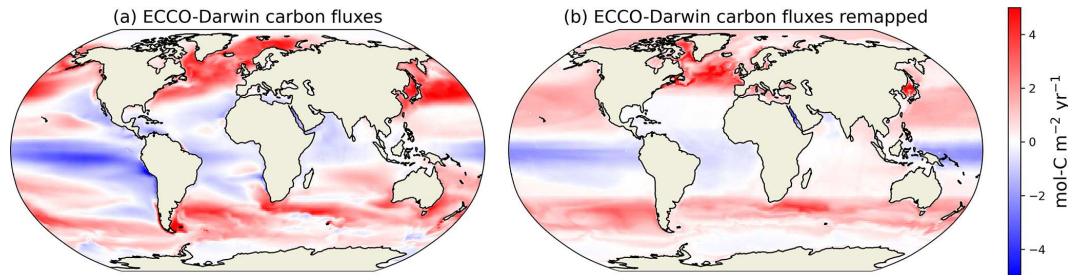 (a) ECCO-Darwin carbon fluxes
(b) ECCO-Darwin carbon fluxes remapped
4
2
0
−2
−4
mol-C m⁻² yr⁻¹